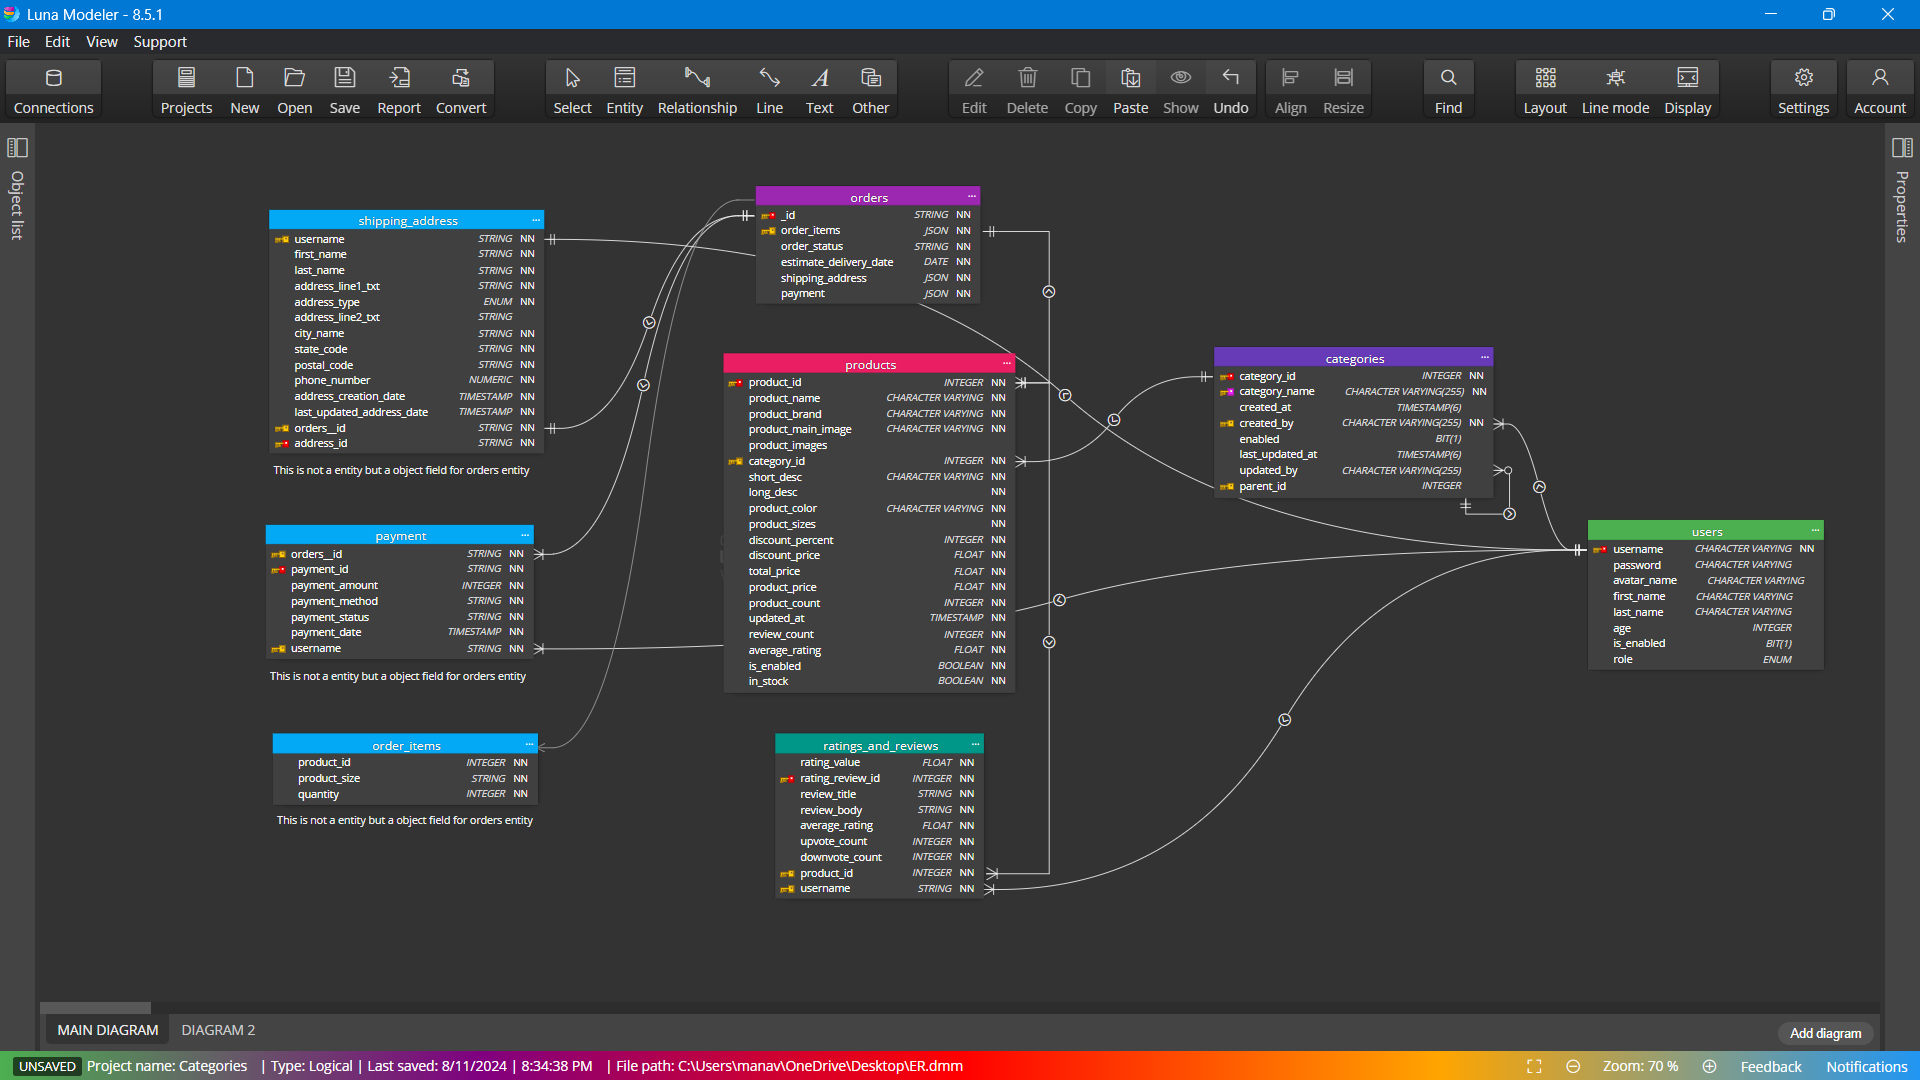 Luna Modeler - 8.5.1
File Edit View Support
Connections Projects New Open Save Report Convert Select Entity Relationship Line Text Other Edit Delete Copy Paste Show Undo Align Resize Find Layout Line mode Display Settings Account
Object list
Properties
shipping_address
username STRING NN
first_name STRING NN
last_name STRING NN
address_line1_txt STRING NN
address_type ENUM NN
address_line2_txt STRING
city_name STRING NN
state_code STRING NN
postal_code STRING NN
phone_number NUMERIC NN
address_creation_date TIMESTAMP NN
last_updated_address_date TIMESTAMP NN
orders__id STRING NN
address_id STRING NN
This is not a entity but a object field for orders entity
payment
orders__id STRING NN
payment_id STRING NN
payment_amount INTEGER NN
payment_method STRING NN
payment_status STRING NN
payment_date TIMESTAMP NN
username STRING NN
This is not a entity but a object field for orders entity
order_items
product_id INTEGER NN
product_size STRING NN
quantity INTEGER NN
This is not a entity but a object field for orders entity
orders
_id STRING NN
order_items JSON NN
order_status STRING NN
estimate_delivery_date DATE NN
shipping_address JSON NN
payment JSON NN
products
product_id INTEGER NN
product_name CHARACTER VARYING NN
product_brand CHARACTER VARYING NN
product_main_image CHARACTER VARYING NN
product_images
category_id INTEGER NN
short_desc CHARACTER VARYING NN
long_desc NN
product_color CHARACTER VARYING NN
product_sizes NN
discount_percent INTEGER NN
discount_price FLOAT NN
total_price FLOAT NN
product_price FLOAT NN
product_count INTEGER NN
updated_at TIMESTAMP NN
review_count INTEGER NN
average_rating FLOAT NN
is_enabled BOOLEAN NN
in_stock BOOLEAN NN
ratings_and_reviews
rating_value FLOAT NN
rating_review_id INTEGER NN
review_title STRING NN
review_body STRING NN
average_rating FLOAT NN
upvote_count INTEGER NN
downvote_count INTEGER NN
product_id INTEGER NN
username STRING NN
categories
category_id INTEGER NN
category_name CHARACTER VARYING(255) NN
created_at TIMESTAMP(6)
created_by CHARACTER VARYING(255) NN
enabled BIT(1)
last_updated_at TIMESTAMP(6)
updated_by CHARACTER VARYING(255)
parent_id INTEGER
users
username CHARACTER VARYING NN
password CHARACTER VARYING
avatar_name CHARACTER VARYING
first_name CHARACTER VARYING
last_name CHARACTER VARYING
age INTEGER
is_enabled BIT(1)
role ENUM
MAIN DIAGRAM DIAGRAM 2
Add diagram
UNSAVED Project name: Categories | Type: Logical | Last saved: 8/11/2024 | 8:34:38 PM | File path: C:\Users\manav\OneDrive\Desktop\ER.dmm Zoom: 70 % Feedback Notifications